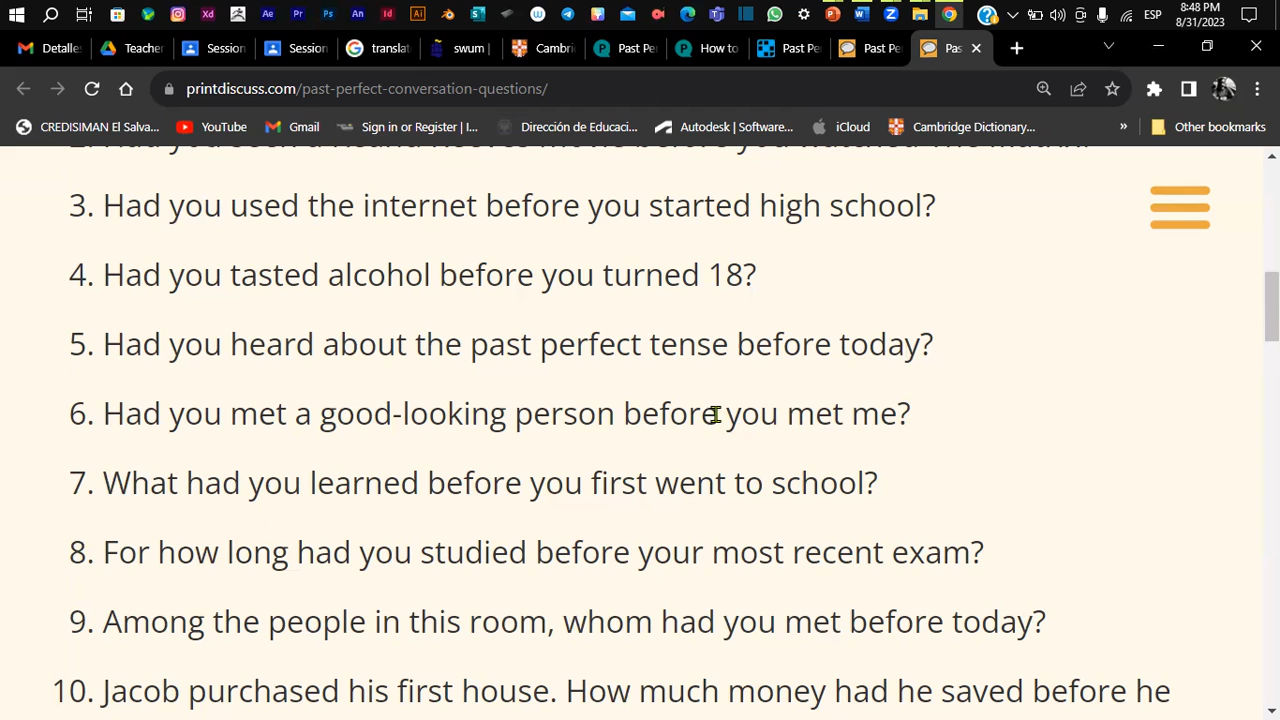 8:48 PM
ESP
8/31/2023
Detalles
Teacher
Session
Session
translat
swum |
Cambri
Past Pe
How to
Past Pe
Past Pe
Pas
printdiscuss.com/past-perfect-conversation-questions/
CREDISIMAN El Salva...
YouTube
Gmail
Sign in or Register | I...
Dirección de Educaci...
Autodesk | Software...
iCloud
Cambridge Dictionary...
»
Other bookmarks
3. Had you used the internet before you started high school?
4. Had you tasted alcohol before you turned 18?
5. Had you heard about the past perfect tense before today?
6. Had you met a good-looking person before you met me?
7. What had you learned before you first went to school?
8. For how long had you studied before your most recent exam?
9. Among the people in this room, whom had you met before today?
10. Jacob purchased his first house. How much money had he saved before he